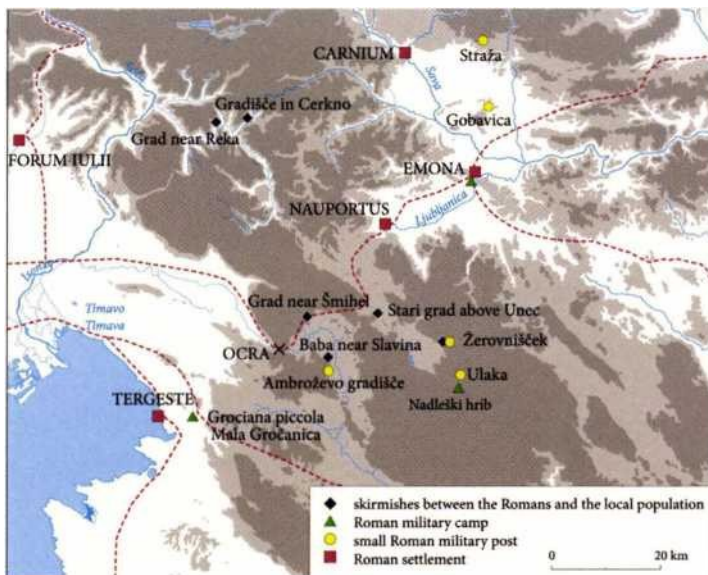 CARNIUM
Straža
Soča
Sava
Gradišče in Cerkno
Gobavica
Grad near Reka
FORUM IULII
EMONA
Ljubljanica
NAUPORTUS
Isonzo
Timavo
Timava
Grad near Šmihel
Stari grad above Unec
OCRA
Baba near Slavina
Žerovnišček
Ambroževo gradišče
Ulaka
TERGESTE
Nadleški hrib
Grociana piccola
Mala Gročanica
skirmishes between the Romans and the local population
Roman military camp
small Roman military post
Roman settlement
0
20 km